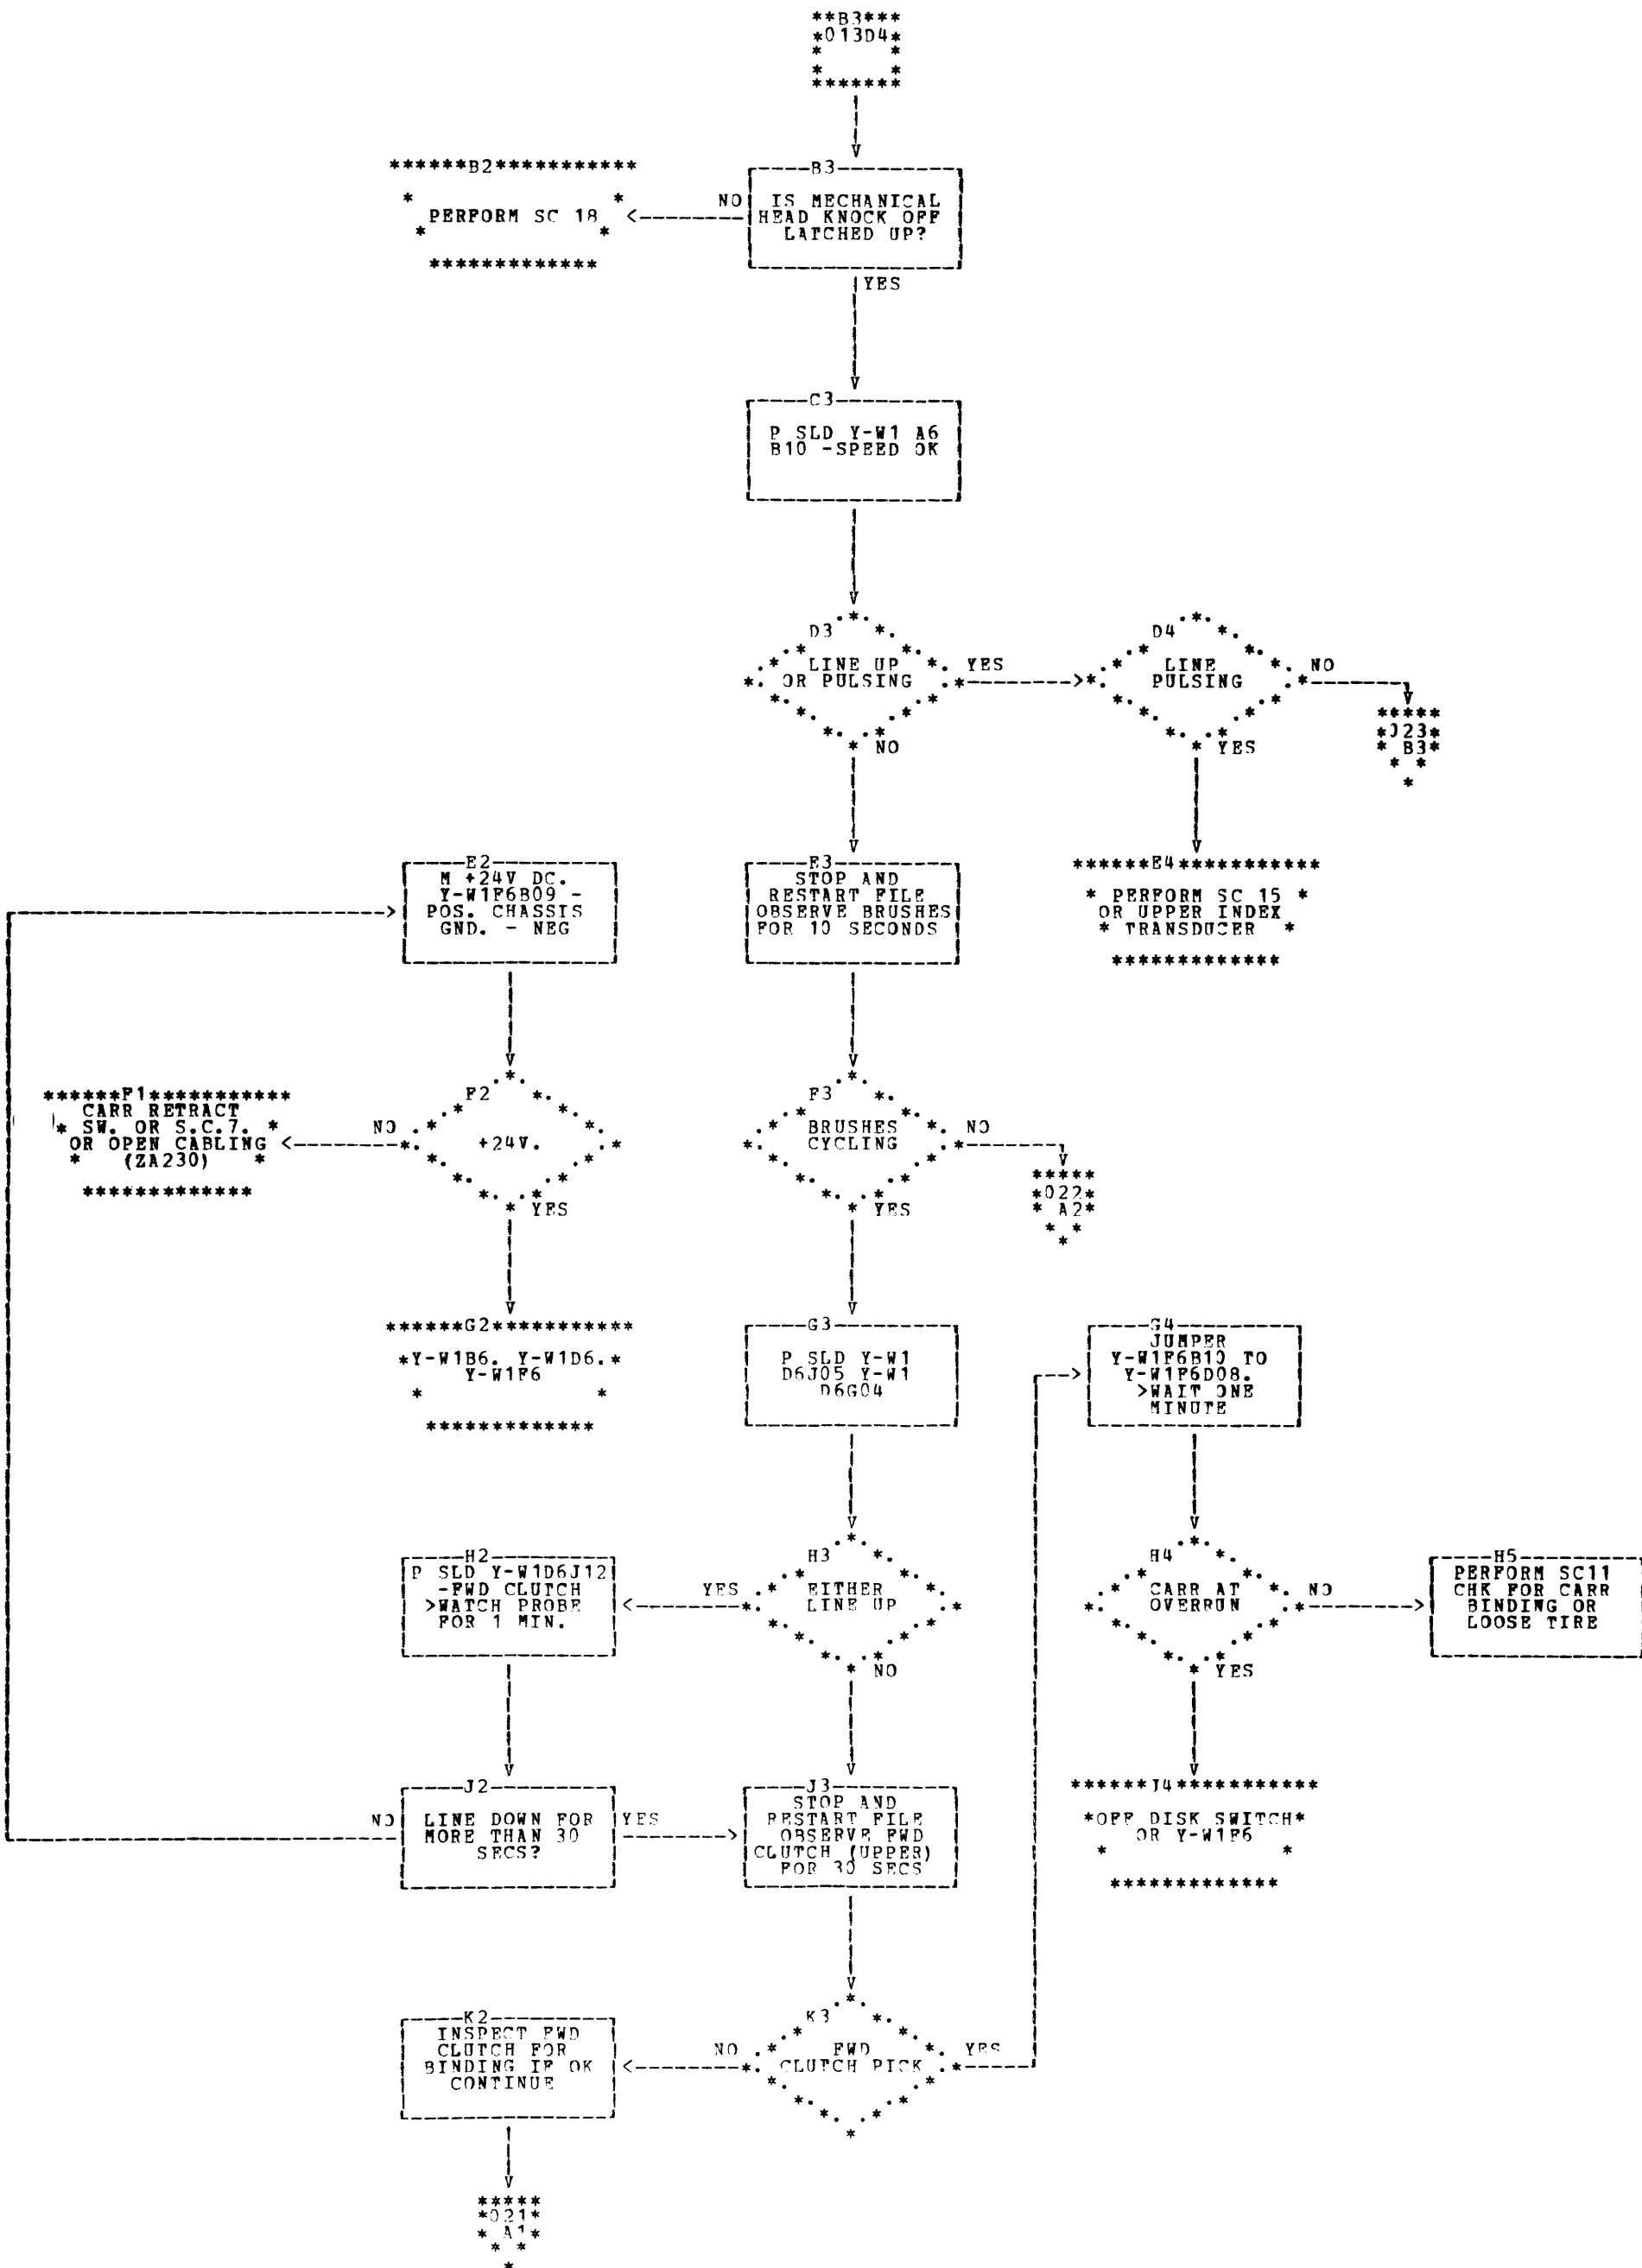 **B3***
*013D4*
* *
* *
*******
******B2***********
* *
PERFORM SC 18
* *
*************
NO
B3
IS MECHANICAL
HEAD KNOCK OFF
LATCHED UP?
YES
C3
P SLD Y-W1 A6
B10 -SPEED OK
D3
LINE UP
OR PULSING
YES
NO
D4
LINE
PULSING
NO
YES
*****
*023*
* B3*
* *
*
E2
M +24V DC.
Y-W1F6B09 -
POS. CHASSIS
GND. - NEG
E3
STOP AND
RESTART FILE
OBSERVE BRUSHES
FOR 10 SECONDS
******E4***********
* PERFORM SC 15 *
OR UPPER INDEX
* TRANSDUCER *
*************
******F1***********
CARR RETRACT
* SW. OR S.C.7. *
OR OPEN CABLING
* (ZA230) *
*************
NO
F2
+24V.
YES
F3
BRUSHES
CYCLING
NO
YES
*****
*022*
* A2*
* *
*
******G2***********
*Y-W1B6. Y-W1D6.*
Y-W1F6
* *
*************
G3
P SLD Y-W1
D6J05 Y-W1
D6G04
G4
JUMPER
Y-W1F6B10 TO
Y-W1F6D08.
>WAIT ONE
MINUTE
H2
P SLD Y-W1D6J12
-FWD CLUTCH
>WATCH PROBE
FOR 1 MIN.
YES
H3
EITHER
LINE UP
NO
H4
CARR AT
OVERRUN
NO
YES
H5
PERFORM SC11
CHK FOR CARR
BINDING OR
LOOSE TIRE
NO
J2
LINE DOWN FOR
MORE THAN 30
SECS?
YES
J3
STOP AND
RESTART FILE
OBSERVE FWD
CLUTCH (UPPER)
FOR 30 SECS
******J4***********
*OFF DISK SWITCH*
OR Y-W1F6
* *
*************
K2
INSPECT FWD
CLUTCH FOR
BINDING IF OK
CONTINUE
NO
K3
FWD
CLUTCH PICK
YES
*****
*021*
* A1*
* *
*